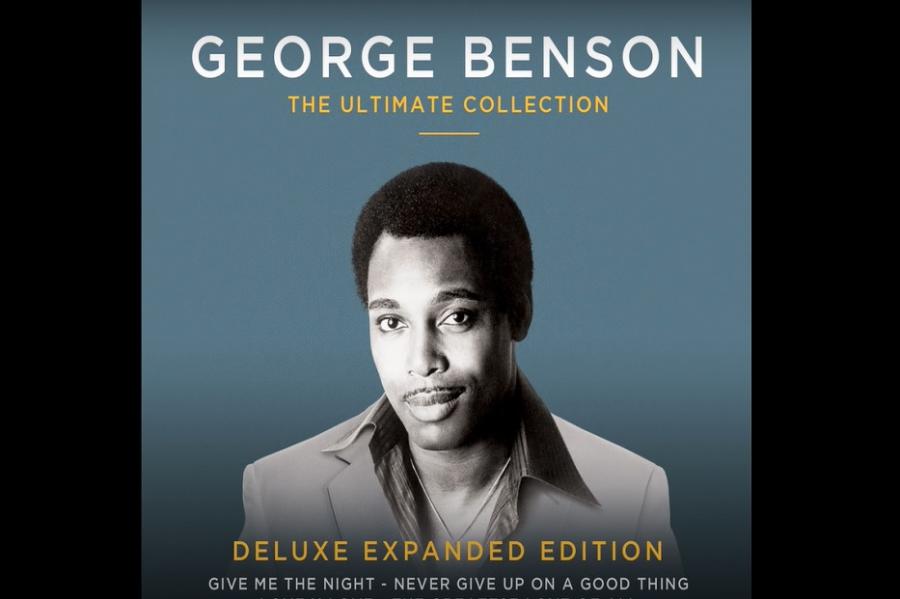 GEORGE BENSON
THE ULTIMATE COLLECTION
DELUXE EXPANDED EDITION
GIVE ME THE NIGHT - NEVER GIVE UP ON A GOOD THING